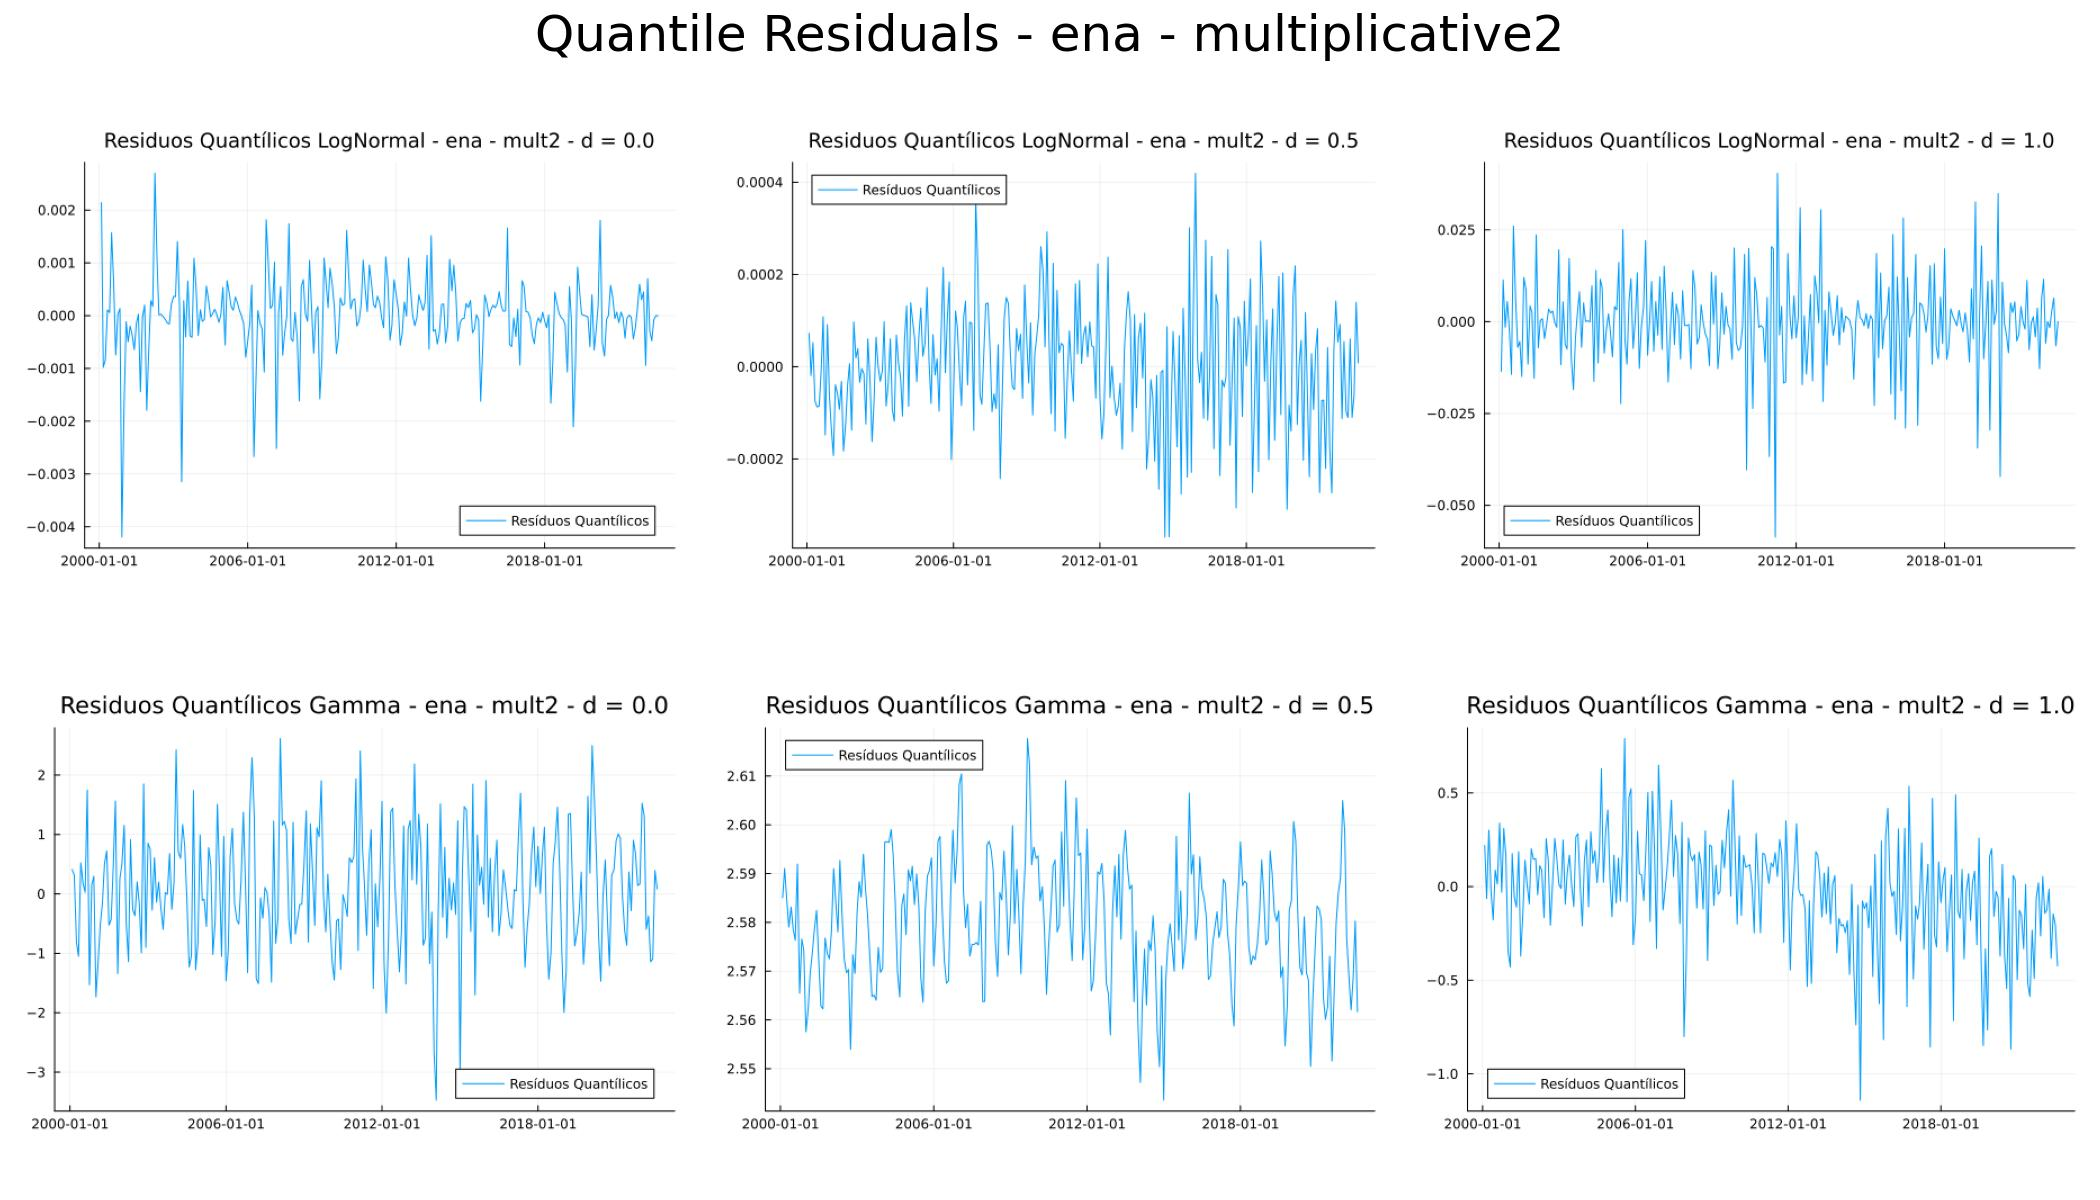 Quantile Residuals - ena - multiplicative2
Residuos Quantílicos LogNormal - ena - mult2 - d = 0.0
0.002
0.001
0.000
−0.001
−0.002
−0.003
−0.004
Resíduos Quantílicos
2000-01-01 2006-01-01 2012-01-01 2018-01-01
Residuos Quantílicos LogNormal - ena - mult2 - d = 0.5
0.0004
Resíduos Quantílicos
0.0002
0.0000
−0.0002
2000-01-01 2006-01-01 2012-01-01 2018-01-01
Residuos Quantílicos LogNormal - ena - mult2 - d = 1.0
0.025
0.000
−0.025
−0.050
Resíduos Quantílicos
2000-01-01 2006-01-01 2012-01-01 2018-01-01
Residuos Quantílicos Gamma - ena - mult2 - d = 0.0
2
1
0
−1
−2
−3
Resíduos Quantílicos
2000-01-01 2006-01-01 2012-01-01 2018-01-01
Residuos Quantílicos Gamma - ena - mult2 - d = 0.5
Resíduos Quantílicos
2.61
2.60
2.59
2.58
2.57
2.56
2.55
2000-01-01 2006-01-01 2012-01-01 2018-01-01
Residuos Quantílicos Gamma - ena - mult2 - d = 1.0
0.5
0.0
−0.5
−1.0
Resíduos Quantílicos
2000-01-01 2006-01-01 2012-01-01 2018-01-01